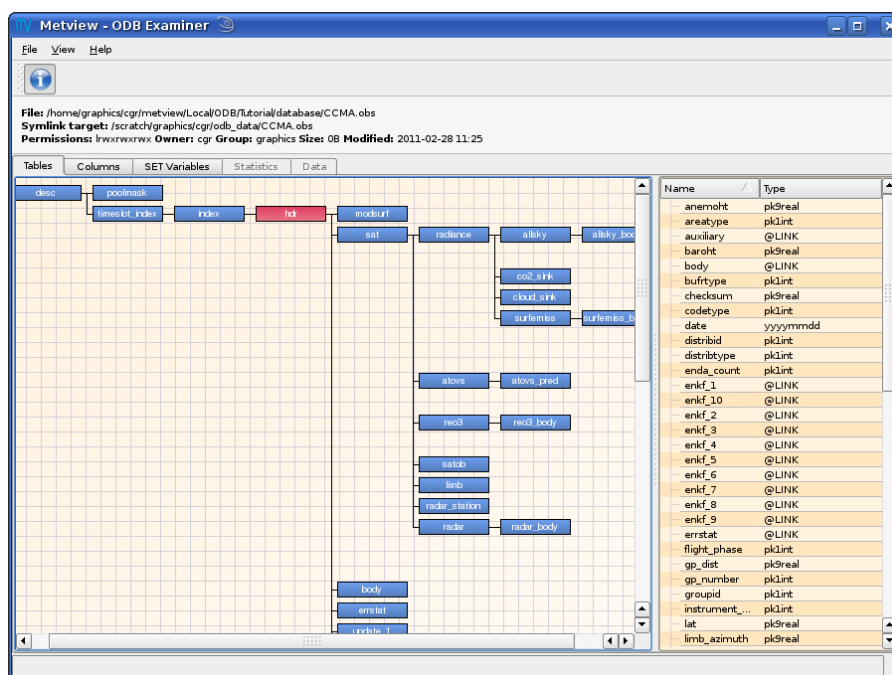 Metview - ODB Examiner
File View Help
File: /home/graphics/cgr/metview/Local/ODB/Tutorial/database/CCMA.obs
Symlink target: /scratch/graphics/cgr/odb_data/CCMA.obs
Permissions: lrwxrwxrwx Owner: cgr Group: graphics Size: 0B Modified: 2011-02-28 11:25
Tables Columns SET Variables Statistics Data
desc poolmask
timeslot_index index hdr modsurf
sat radiance allsky allsky_boo
co2_sink
cloud_sink
surfemiss surfemiss_b
atovs atovs_pred
reo3 reo3_body
satob
limb
radar_station
radar radar_body
body
errstat
update_1
Name Type
anemoht pk9real
areatype pk1int
auxiliary @LINK
baroht pk9real
body @LINK
bufrtype pk1int
checksum pk9real
codetype pk1int
date yyyymmdd
distribid pk1int
distribtype pk1int
enda_count pk1int
enkf_1 @LINK
enkf_10 @LINK
enkf_2 @LINK
enkf_3 @LINK
enkf_4 @LINK
enkf_5 @LINK
enkf_6 @LINK
enkf_7 @LINK
enkf_8 @LINK
enkf_9 @LINK
errstat @LINK
flight_phase pk1int
gp_dist pk9real
gp_number pk1int
groupid pk1int
instrument_... pk1int
lat pk9real
limb_azimuth pk9real